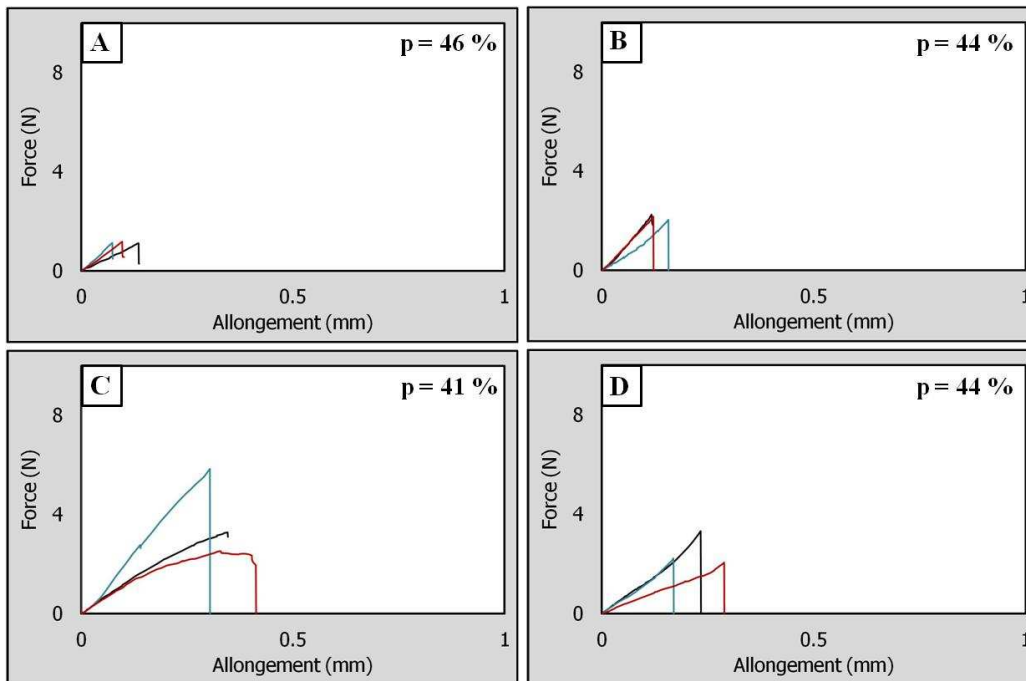 A
p = 46 %
8
4
0
Force (N)
0
0.5
1
Allongement (mm)
B
p = 44 %
8
4
0
Force (N)
0
0.5
1
Allongement (mm)
C
p = 41 %
8
4
0
Force (N)
0
0.5
1
Allongement (mm)
D
p = 44 %
8
4
0
Force (N)
0
0.5
1
Allongement (mm)